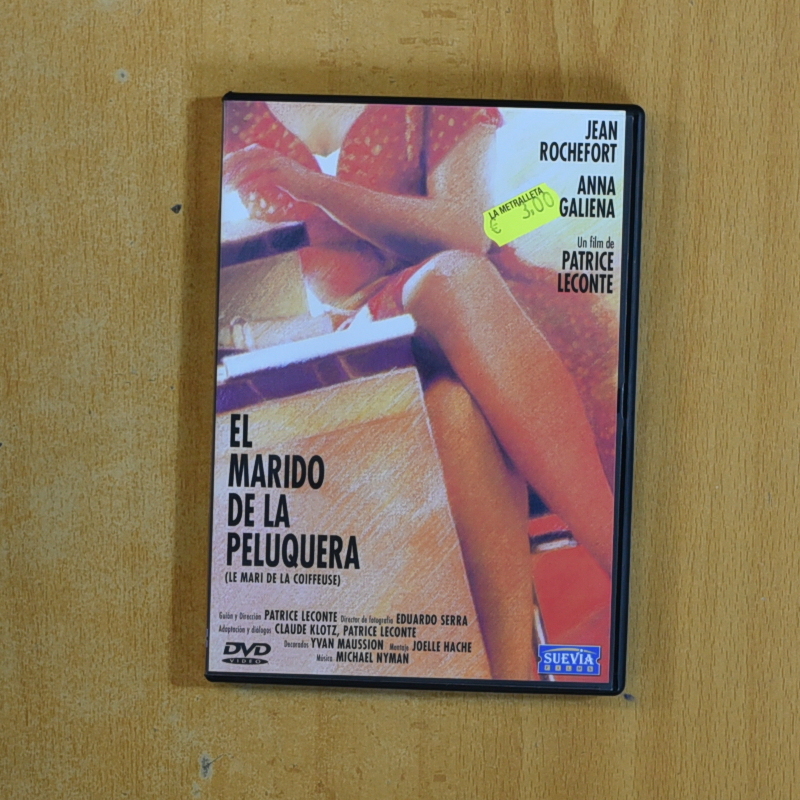 JEAN
ROCHEFORT
ANNA
GALIENA
LA METRALLETA
€ 3,00
Un film de
PATRICE
LECONTE
EL
MARIDO
DE LA
PELUQUERA
(LE MARI DE LA COIFFEUSE)
Guión y Dirección PATRICE LECONTE Director de fotografía EDUARDO SERRA
Adaptación y diálogos CLAUDE KLOTZ, PATRICE LECONTE
Decorados YVAN MAUSSION Montaje JOELLE HACHE
Música MICHAEL NYMAN
DVD
VIDEO
SUEVIA
FILMS